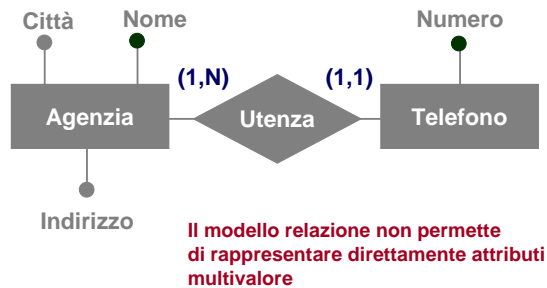 Città
Nome
Numero
(1,N)
(1,1)
Agenzia
Utenza
Telefono
Indirizzo
Il modello relazione non permette
di rappresentare direttamente attributi
multivalore